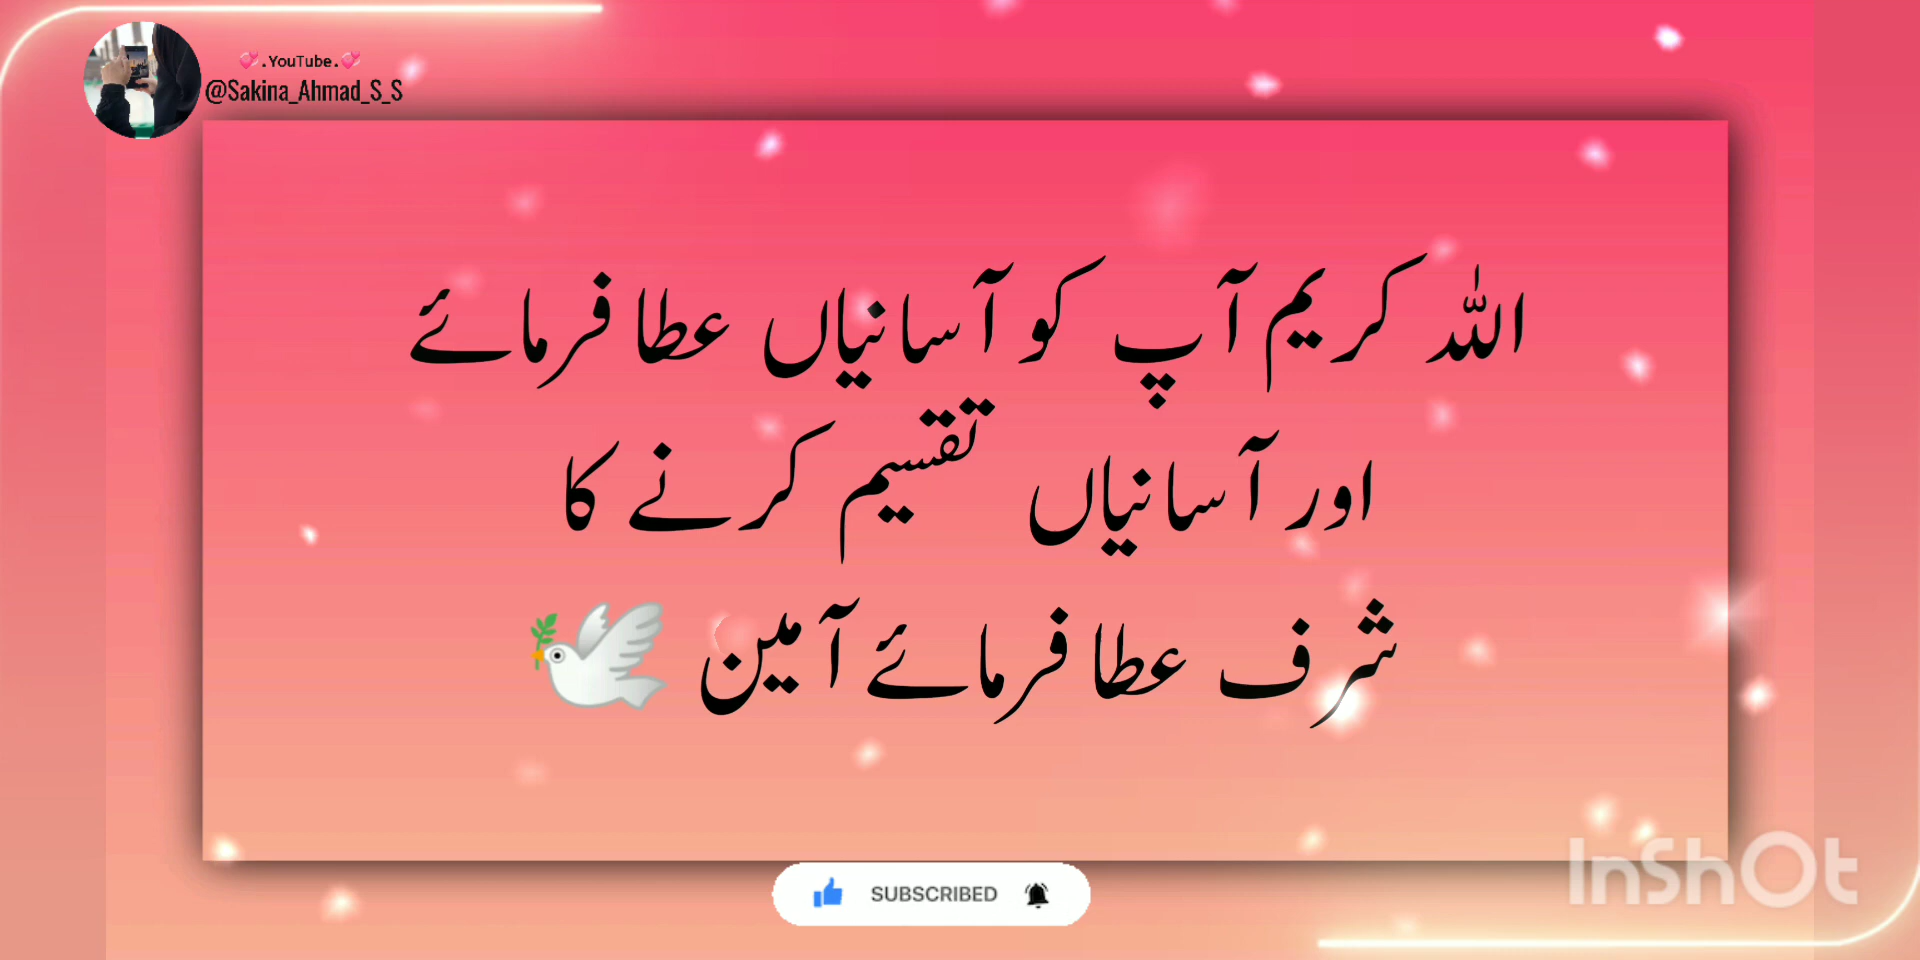 💞.YouTube.💞
@Sakina_Ahmad_S_S
اللہ کریم آپ کو آسانیاں عطا فرمائے
اور آسانیاں تقسیم کرنے کا
شرف عطا فرمائے آمین 🕊
SUBSCRIBED
InShOt